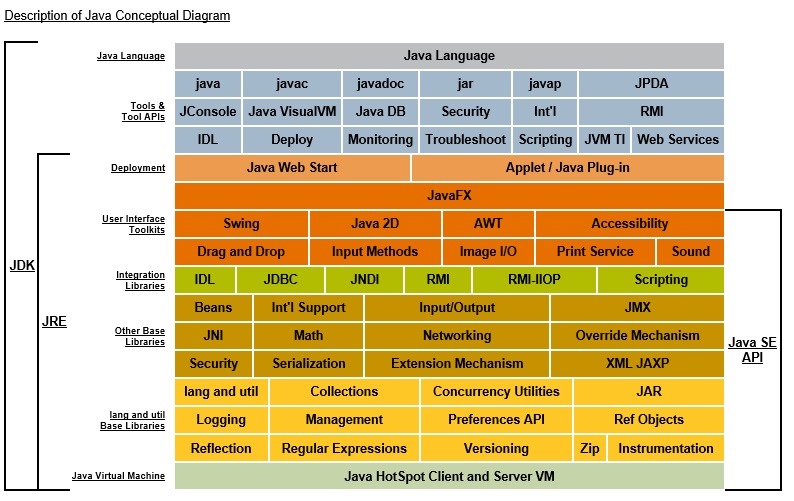 Description of Java Conceptual Diagram
Java Language Java Language
java javac javadoc jar javap JPDA
Tools &
Tool APIs
JConsole Java VisualVM Java DB Security Int'l RMI
IDL Deploy Monitoring Troubleshoot Scripting JVM TI Web Services
Deployment Java Web Start Applet / Java Plug-in
JavaFX
User Interface
Toolkits
Swing Java 2D AWT Accessibility
Drag and Drop Input Methods Image I/O Print Service Sound
JDK
Integration
Libraries
IDL JDBC JNDI RMI RMI-IIOP Scripting
Beans Int'l Support Input/Output JMX
JRE
Other Base
Libraries
JNI Math Networking Override Mechanism
Java SE
API
Security Serialization Extension Mechanism XML JAXP
lang and util Collections Concurrency Utilities JAR
lang and util
Base Libraries
Logging Management Preferences API Ref Objects
Reflection Regular Expressions Versioning Zip Instrumentation
Java Virtual Machine Java HotSpot Client and Server VM